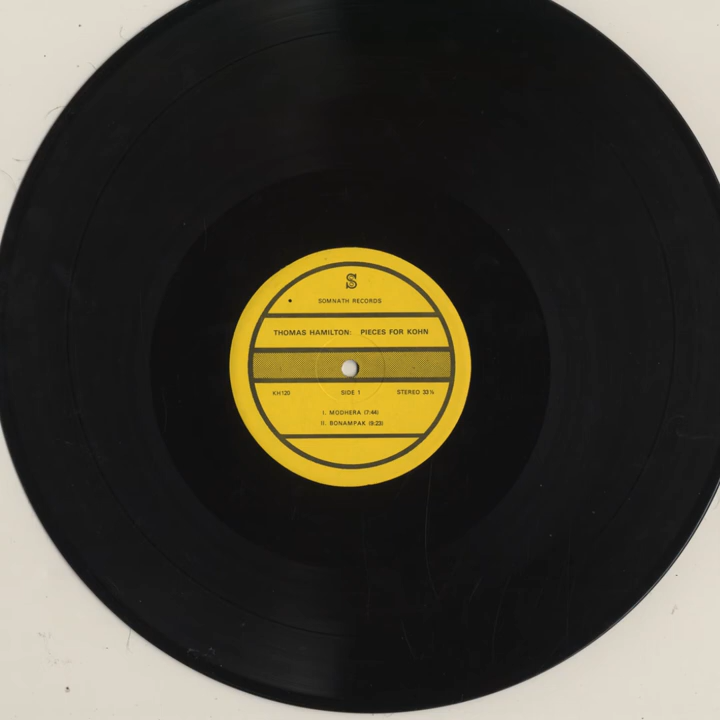 S
SOMNATH RECORDS
THOMAS HAMILTON: PIECES FOR KOHN
KH120 SIDE 1 STEREO 33⅓
I. MODHERA (7:44)
II. BONAMPAK (9:23)